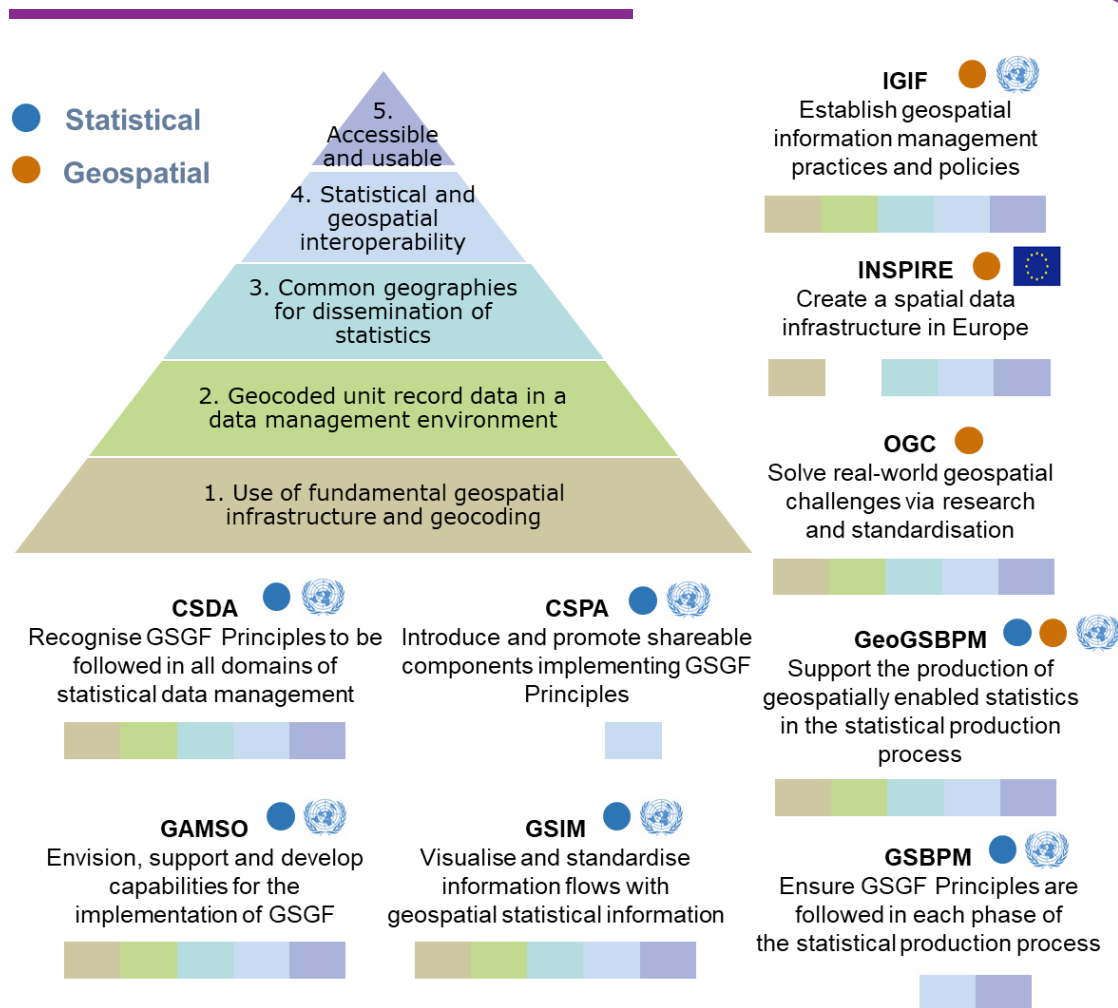 Statistical
Geospatial
5.
Accessible
and usable
4. Statistical and
geospatial
interoperability
3. Common geographies
for dissemination of
statistics
2. Geocoded unit record data in a
data management environment
1. Use of fundamental geospatial
infrastructure and geocoding
IGIF
Establish geospatial
information management
practices and policies
INSPIRE
Create a spatial data
infrastructure in Europe
OGC
Solve real-world geospatial
challenges via research
and standardisation
CSDA
Recognise GSGF Principles to be
followed in all domains of
statistical data management
CSPA
Introduce and promote shareable
components implementing GSGF
Principles
GeoGSBPM
Support the production of
geospatially enabled statistics
in the statistical production
process
GAMSO
Envision, support and develop
capabilities for the
implementation of GSGF
GSIM
Visualise and standardise
information flows with
geospatial statistical information
GSBPM
Ensure GSGF Principles are
followed in each phase of
the statistical production process